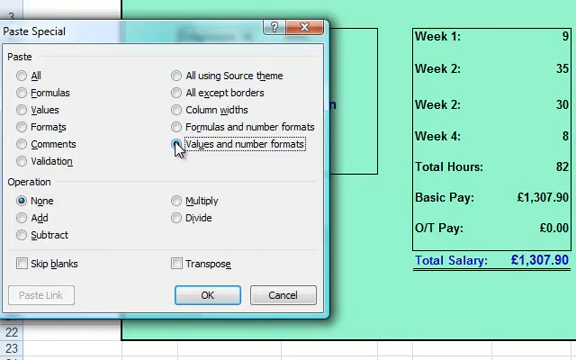 3
Paste Special
?
Paste
All
All using Source theme
Formulas
All except borders
Values
Column widths
Formats
Formulas and number formats
Comments
Values and number formats
Validation
Operation
None
Multiply
Add
Divide
Subtract
Skip blanks
Transpose
Paste Link
OK
Cancel
Week 1: 9
Week 2: 35
Week 2: 30
Week 4: 8
Total Hours: 82
Basic Pay: £1,307.90
O/T Pay: £0.00
Total Salary: £1,307.90
22
23
24